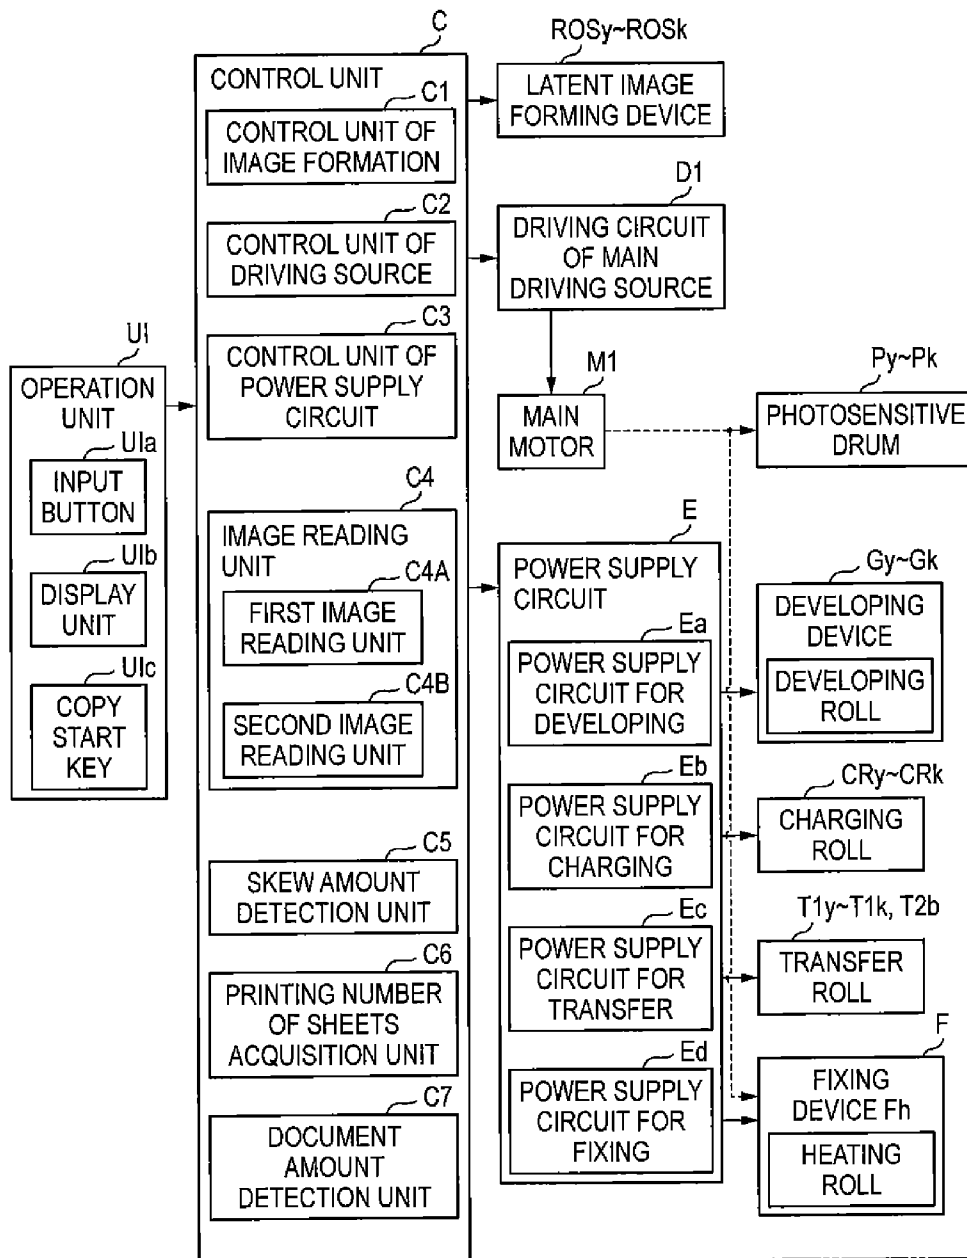 UI
OPERATION
UNIT
UIa
INPUT
BUTTON
UIb
DISPLAY
UNIT
UIc
COPY
START
KEY
C
CONTROL UNIT
C1
CONTROL UNIT OF
IMAGE FORMATION
C2
CONTROL UNIT OF
DRIVING SOURCE
C3
CONTROL UNIT OF
POWER SUPPLY
CIRCUIT
C4
IMAGE READING
UNIT
C4A
FIRST IMAGE
READING UNIT
C4B
SECOND IMAGE
READING UNIT
C5
SKEW AMOUNT
DETECTION UNIT
C6
PRINTING NUMBER
OF SHEETS
ACQUISITION UNIT
C7
DOCUMENT
AMOUNT
DETECTION UNIT
ROSy~ROSk
LATENT IMAGE
FORMING DEVICE
D1
DRIVING CIRCUIT
OF MAIN
DRIVING SOURCE
M1
MAIN
MOTOR
Py~Pk
PHOTOSENSITIVE
DRUM
E
POWER SUPPLY
CIRCUIT
Ea
POWER SUPPLY
CIRCUIT FOR
DEVELOPING
Eb
POWER SUPPLY
CIRCUIT FOR
CHARGING
Ec
POWER SUPPLY
CIRCUIT FOR
TRANSFER
Ed
POWER SUPPLY
CIRCUIT FOR
FIXING
Gy~Gk
DEVELOPING
DEVICE
DEVELOPING
ROLL
CRy~CRk
CHARGING
ROLL
T1y~T1k, T2b
TRANSFER
ROLL
F
FIXING
DEVICE Fh
HEATING
ROLL